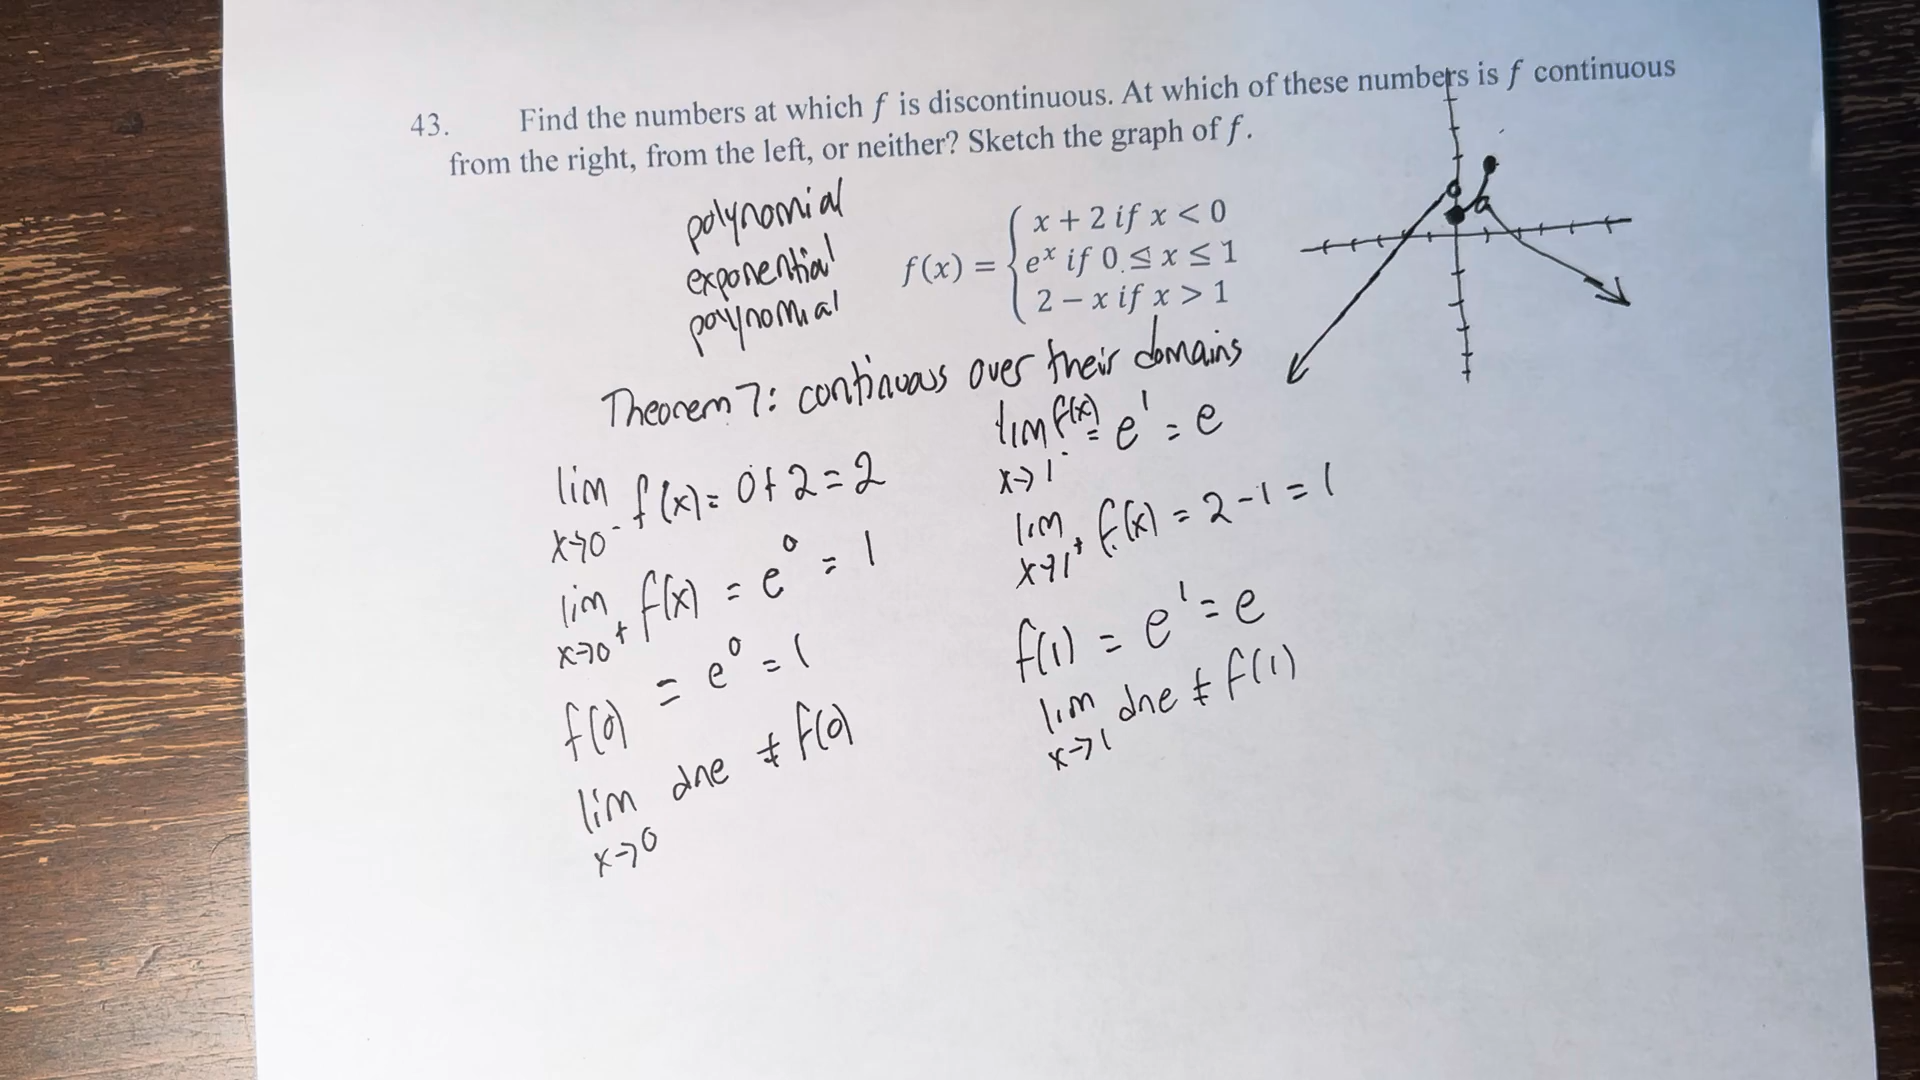 43. Find the numbers at which f is discontinuous. At which of these numbers is f continuous
from the right, from the left, or neither? Sketch the graph of f.
polynomial
exponential
polynomial
f(x) = { x + 2 if x < 0
e^x if 0 ≤ x ≤ 1
2 − x if x > 1
Theorem 7: continuous over their domains
lim x→0⁻ f(x) = 0+2 = 2
lim x→0⁺ f(x) = e^0 = 1
f(0) = e^0 = 1
lim x→0 dne ≠ f(0)
lim x→1⁻ f(x) = e^1 = e
lim x→1⁺ f(x) = 2-1 = 1
f(1) = e^1 = e
lim x→1 dne ≠ f(1)